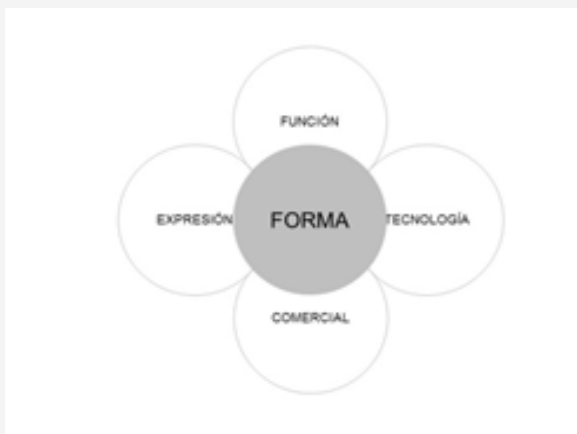 FUNCIÓN
EXPRESIÓN
FORMA
TECNOLOGÍA
COMERCIAL